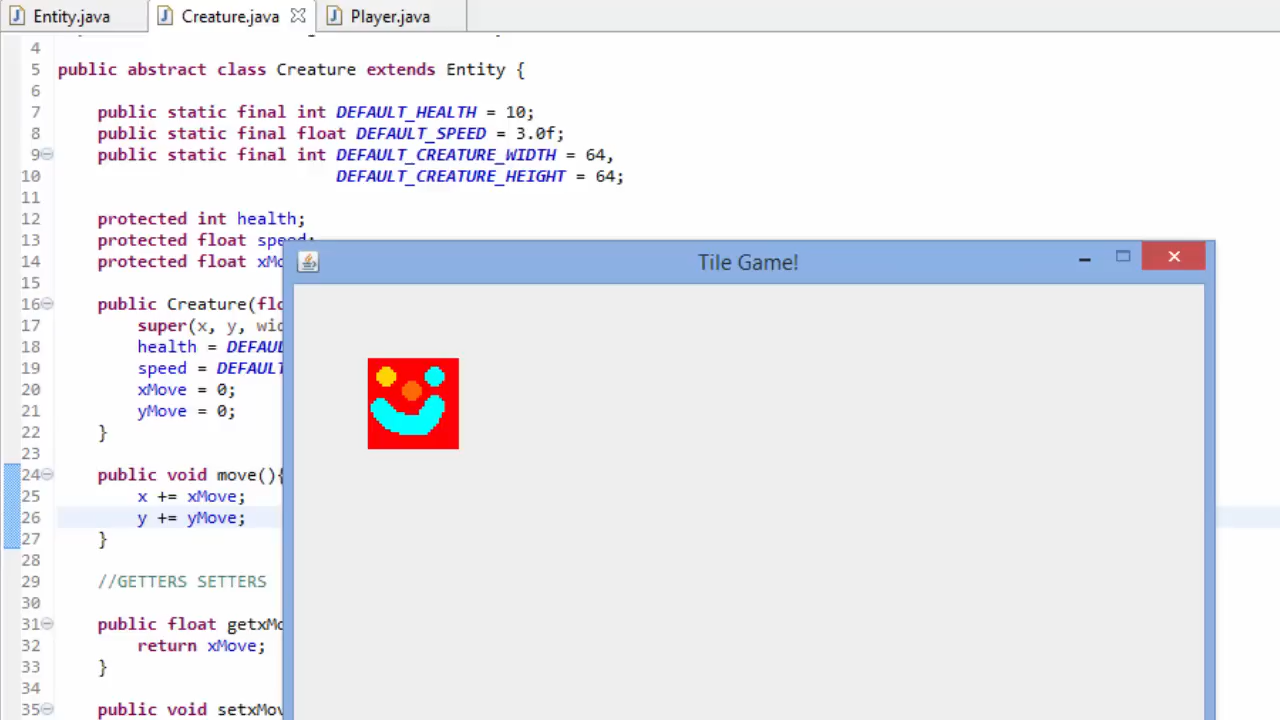 Entity.java Creature.java Player.java
4
5 public abstract class Creature extends Entity {
6
7 public static final int DEFAULT_HEALTH = 10;
8 public static final float DEFAULT_SPEED = 3.0f;
9 public static final int DEFAULT_CREATURE_WIDTH = 64,
10 DEFAULT_CREATURE_HEIGHT = 64;
11
12 protected int health;
13 protected float speed;
14 protected float xMo
15
16 public Creature(flo
17 super(x, y, wid
18 health = DEFAUL
19 speed = DEFAULT
20 xMove = 0;
21 yMove = 0;
22 }
23
24 public void move(){
25 x += xMove;
26 y += yMove;
27 }
28
29 //GETTERS SETTERS
30
31 public float getxMo
32 return xMove;
33 }
34
35 public void setxMov
Tile Game!